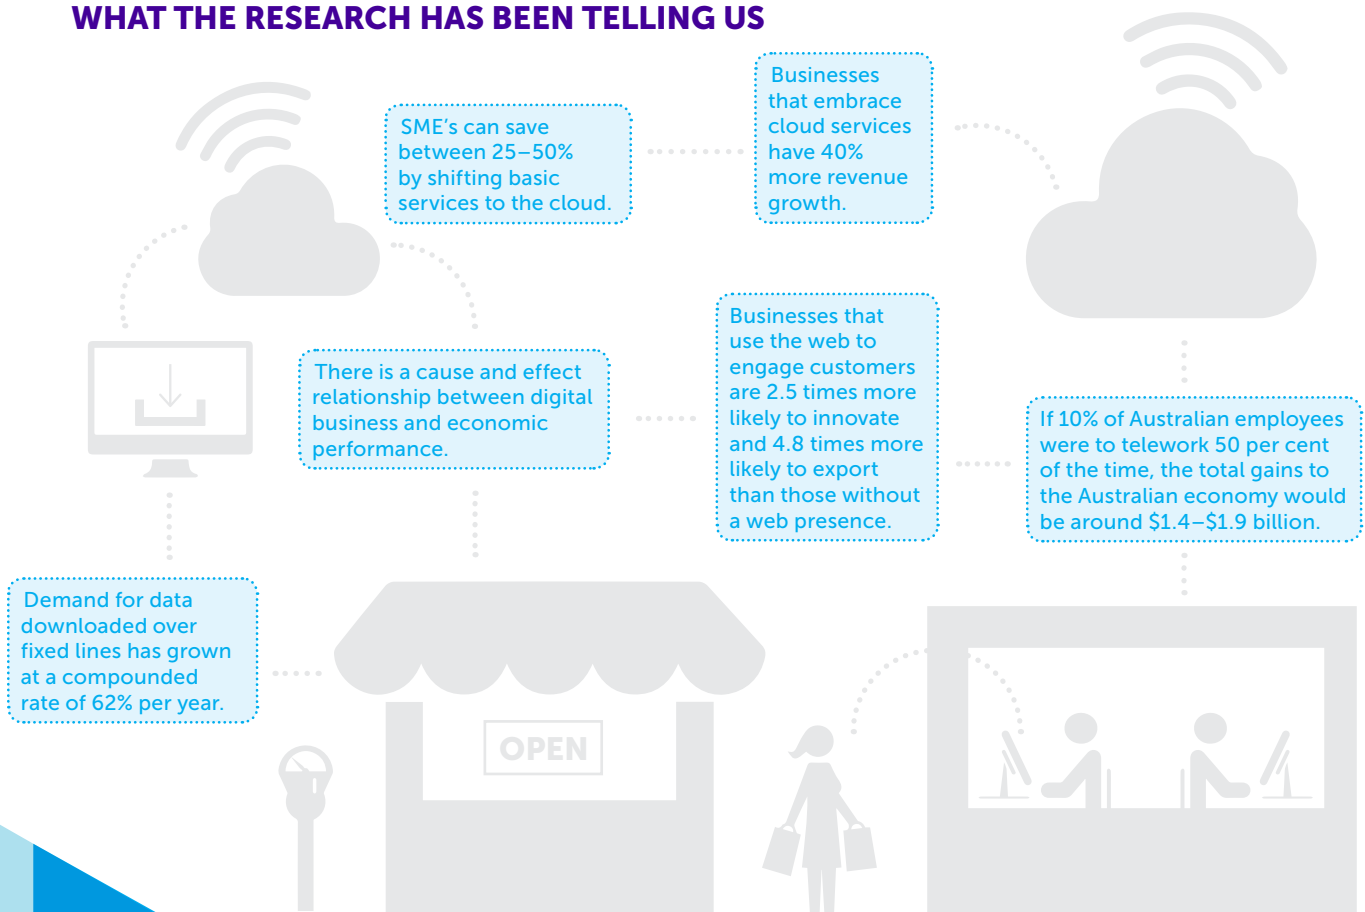 WHAT THE RESEARCH HAS BEEN TELLING US
SME's can save
between 25–50%
by shifting basic
services to the cloud.
Businesses
that embrace
cloud services
have 40%
more revenue
growth.
There is a cause and effect
relationship between digital
business and economic
performance.
Businesses that
use the web to
engage customers
are 2.5 times more
likely to innovate
and 4.8 times more
likely to export
than those without
a web presence.
If 10% of Australian employees
were to telework 50 per cent
of the time, the total gains to
the Australian economy would
be around $1.4–$1.9 billion.
Demand for data
downloaded over
fixed lines has grown
at a compounded
rate of 62% per year.
OPEN